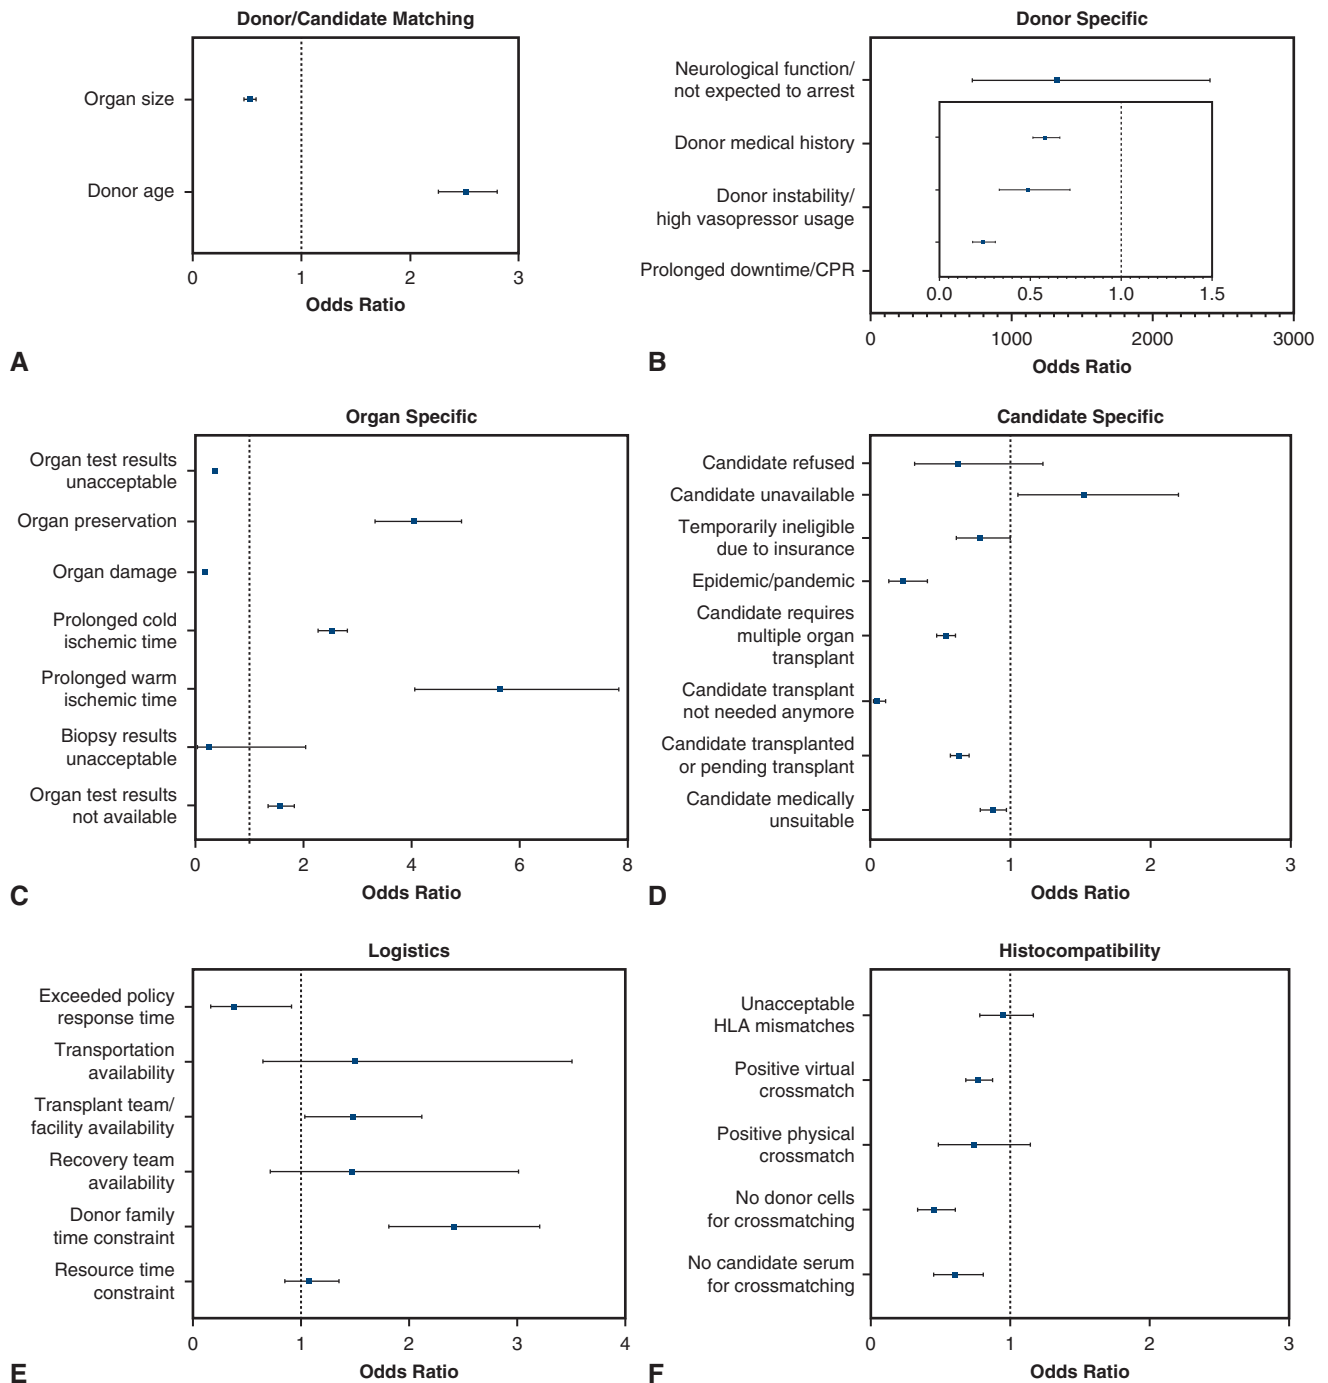 Donor/Candidate Matching
Organ size
Donor age
0 1 2 3
Odds Ratio
A
Donor Specific
Neurological function/
not expected to arrest
Donor medical history
Donor instability/
high vasopressor usage
Prolonged downtime/CPR
0.0 0.5 1.0 1.5
0 1000 2000 3000
Odds Ratio
B
Organ Specific
Organ test results
unacceptable
Organ preservation
Organ damage
Prolonged cold
ischemic time
Prolonged warm
ischemic time
Biopsy results
unacceptable
Organ test results
not available
0 2 4 6 8
Odds Ratio
C
Candidate Specific
Candidate refused
Candidate unavailable
Temporarily ineligible
due to insurance
Epidemic/pandemic
Candidate requires
multiple organ
transplant
Candidate transplant
not needed anymore
Candidate transplanted
or pending transplant
Candidate medically
unsuitable
0 1 2 3
Odds Ratio
D
Logistics
Exceeded policy
response time
Transportation
availability
Transplant team/
facility availability
Recovery team
availability
Donor family
time constraint
Resource time
constraint
0 1 2 3 4
Odds Ratio
E
Histocompatibility
Unacceptable
HLA mismatches
Positive virtual
crossmatch
Positive physical
crossmatch
No donor cells
for crossmatching
No candidate serum
for crossmatching
0 1 2 3
Odds Ratio
F